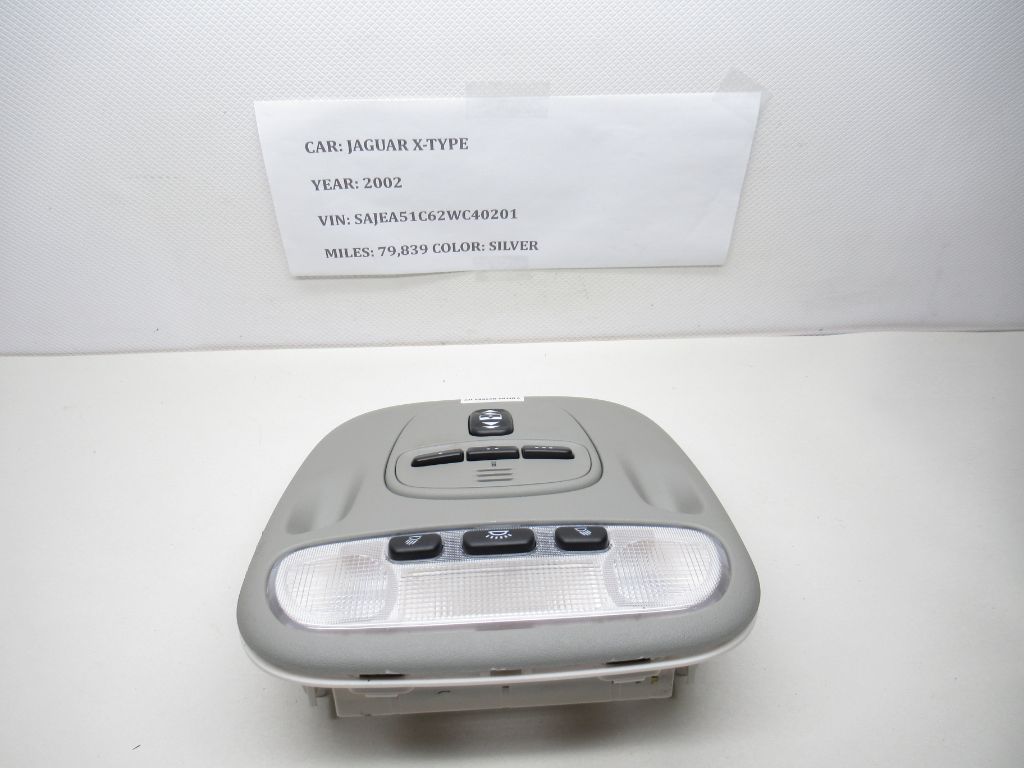 CAR: JAGUAR X-TYPE
YEAR: 2002
VIN: SAJEA51C62WC40201
MILES: 79,839 COLOR: SILVER